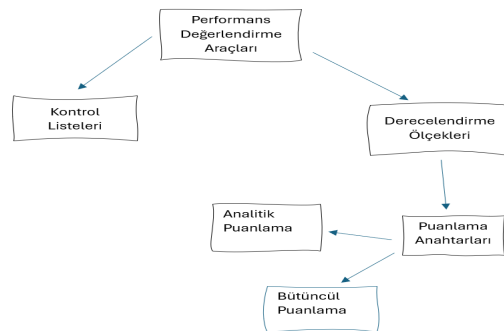 Performans
Değerlendirme
Araçları
Kontrol
Listeleri
Derecelendirme
Ölçekleri
Analitik
Puanlama
Puanlama
Anahtarları
Bütüncül
Puanlama